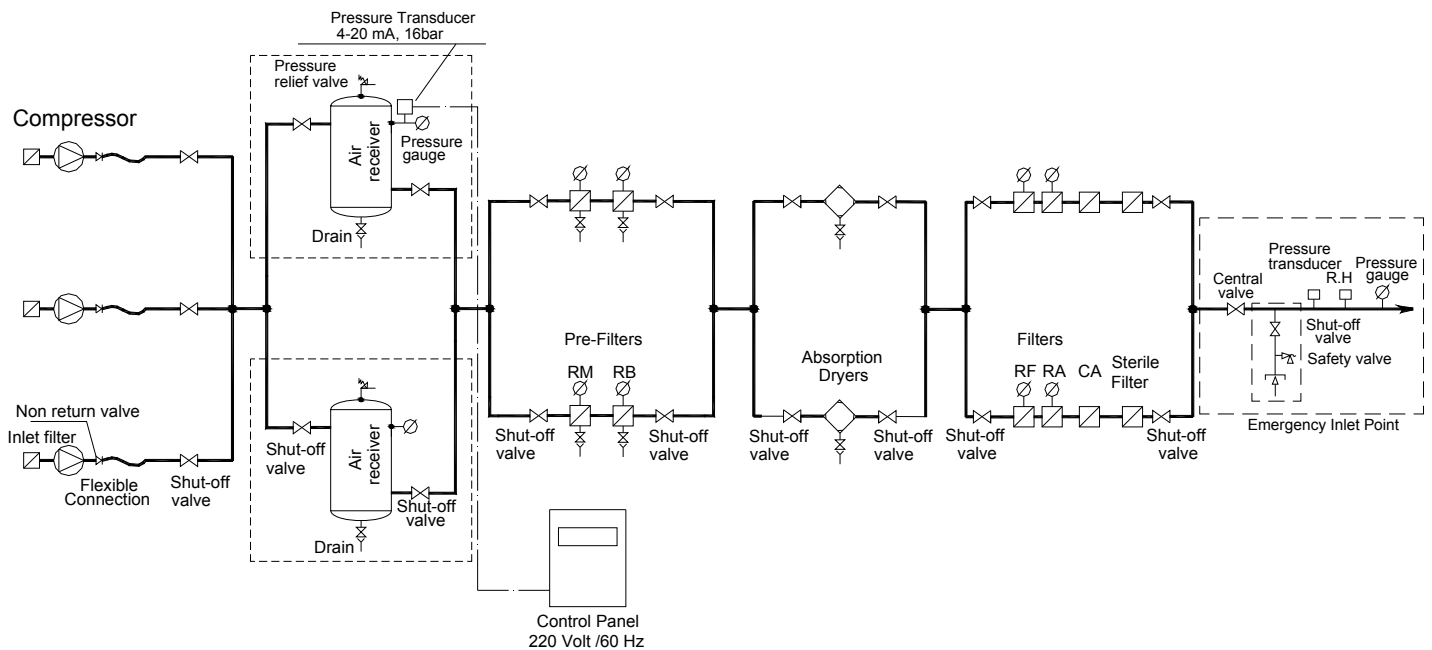 Pressure Transducer
4-20 mA, 16bar
Pressure
relief valve
Compressor
Air
receiver
Pressure
gauge
Drain
Pre-Filters
RM RB
Absorption
Dryers
Filters
RF RA CA Sterile
Filter
Central
valve
Pressure
transducer
R.H
Pressure
gauge
Shut-off
valve
Safety valve
Emergency Inlet Point
Non return valve
Inlet filter
Flexible
Connection
Shut-off
valve
Shut-off
valve
Air
receiver
Shut-off
valve
Drain
Shut-off
valve
Shut-off
valve
Shut-off
valve
Shut-off
valve
Shut-off
valve
Shut-off
valve
Control Panel
220 Volt /60 Hz